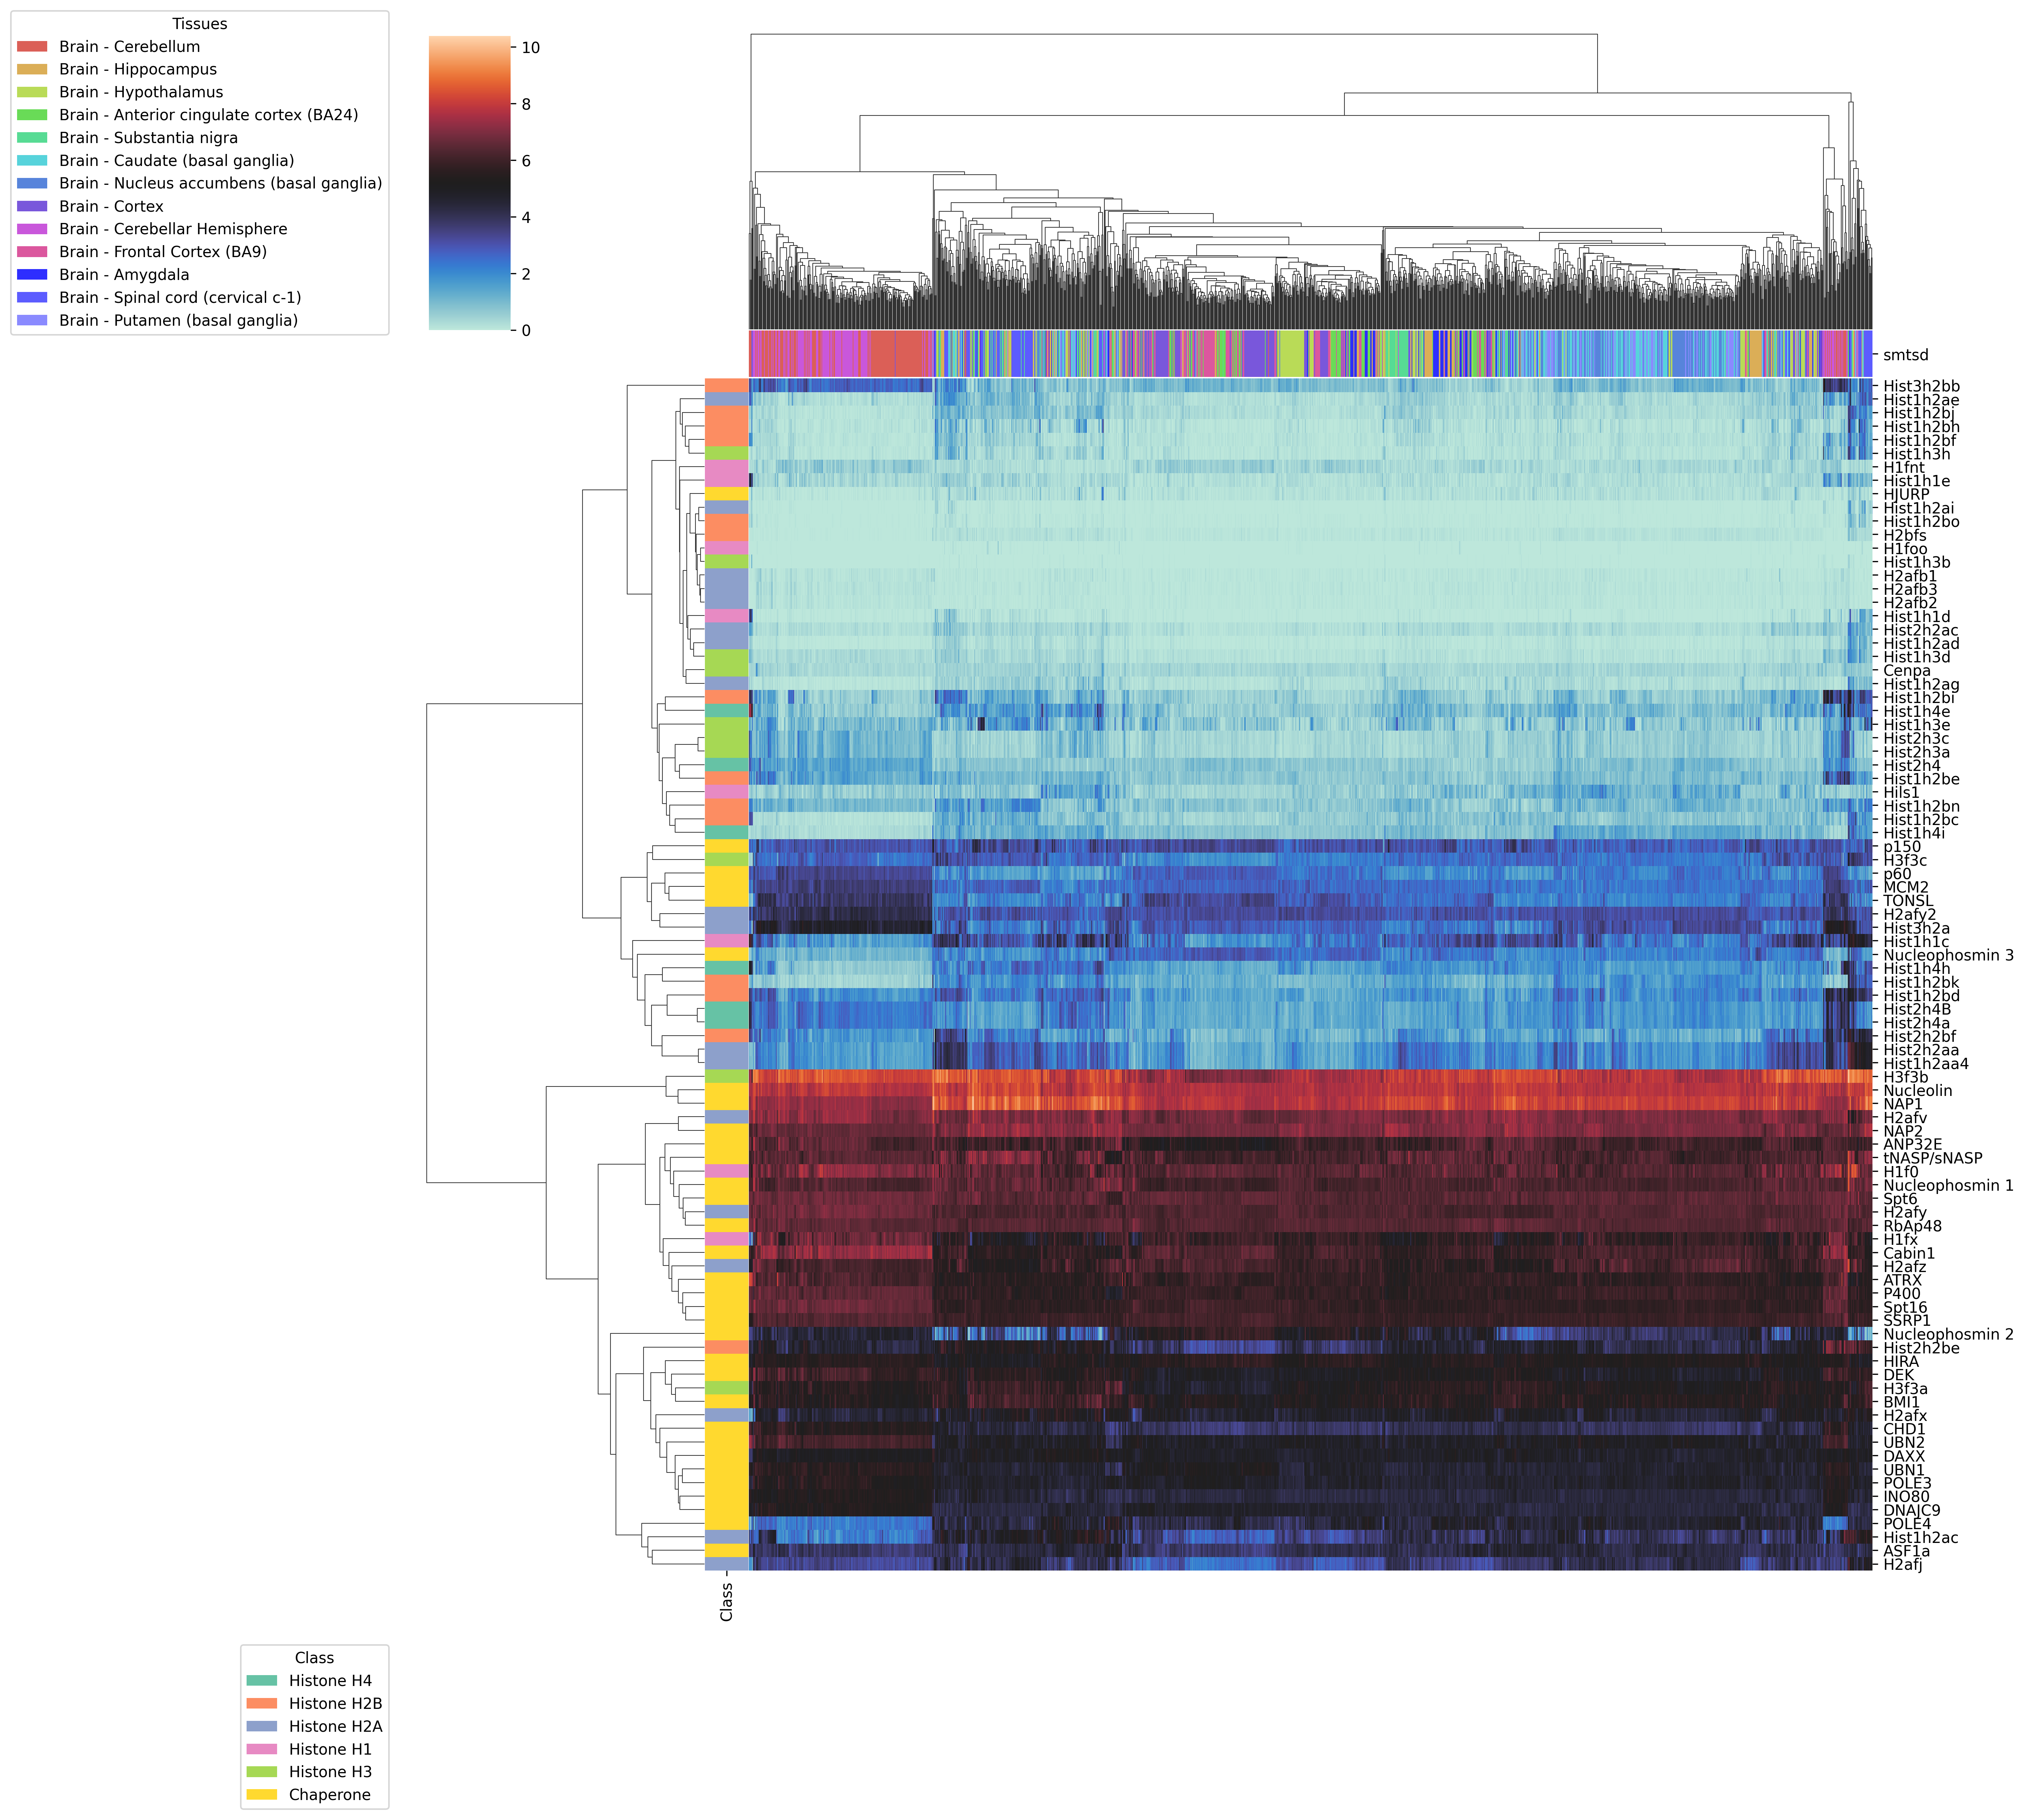 Tissues
Brain - Cerebellum
Brain - Hippocampus
Brain - Hypothalamus
Brain - Anterior cingulate cortex (BA24)
Brain - Substantia nigra
Brain - Caudate (basal ganglia)
Brain - Nucleus accumbens (basal ganglia)
Brain - Cortex
Brain - Cerebellar Hemisphere
Brain - Frontal Cortex (BA9)
Brain - Amygdala
Brain - Spinal cord (cervical c-1)
Brain - Putamen (basal ganglia)
10
8
6
4
2
0
smtsd
Hist3h2bb
Hist1h2ae
Hist1h2bj
Hist1h2bh
Hist1h2bf
Hist1h3h
H1fnt
Hist1h1e
HJURP
Hist1h2ai
Hist1h2bo
H2bfs
H1foo
Hist1h3b
H2afb1
H2afb3
H2afb2
Hist1h1d
Hist2h2ac
Hist1h2ad
Hist1h3d
Cenpa
Hist1h2ag
Hist1h2bi
Hist1h4e
Hist1h3e
Hist2h3c
Hist2h3a
Hist2h4
Hist1h2be
Hils1
Hist1h2bn
Hist1h2bc
Hist1h4i
p150
H3f3c
p60
MCM2
TONSL
H2afy2
Hist3h2a
Hist1h1c
Nucleophosmin 3
Hist1h4h
Hist1h2bk
Hist1h2bd
Hist2h4B
Hist2h4a
Hist2h2bf
Hist2h2aa
Hist1h2aa4
H3f3b
Nucleolin
NAP1
H2afv
NAP2
ANP32E
tNASP/sNASP
H1f0
Nucleophosmin 1
Spt6
H2afy
RbAp48
H1fx
Cabin1
H2afz
ATRX
P400
Spt16
SSRP1
Nucleophosmin 2
Hist2h2be
HIRA
DEK
H3f3a
BMI1
H2afx
CHD1
UBN2
DAXX
UBN1
POLE3
INO80
DNAJC9
POLE4
Hist1h2ac
ASF1a
H2afj
Class
Class
Histone H4
Histone H2B
Histone H2A
Histone H1
Histone H3
Chaperone